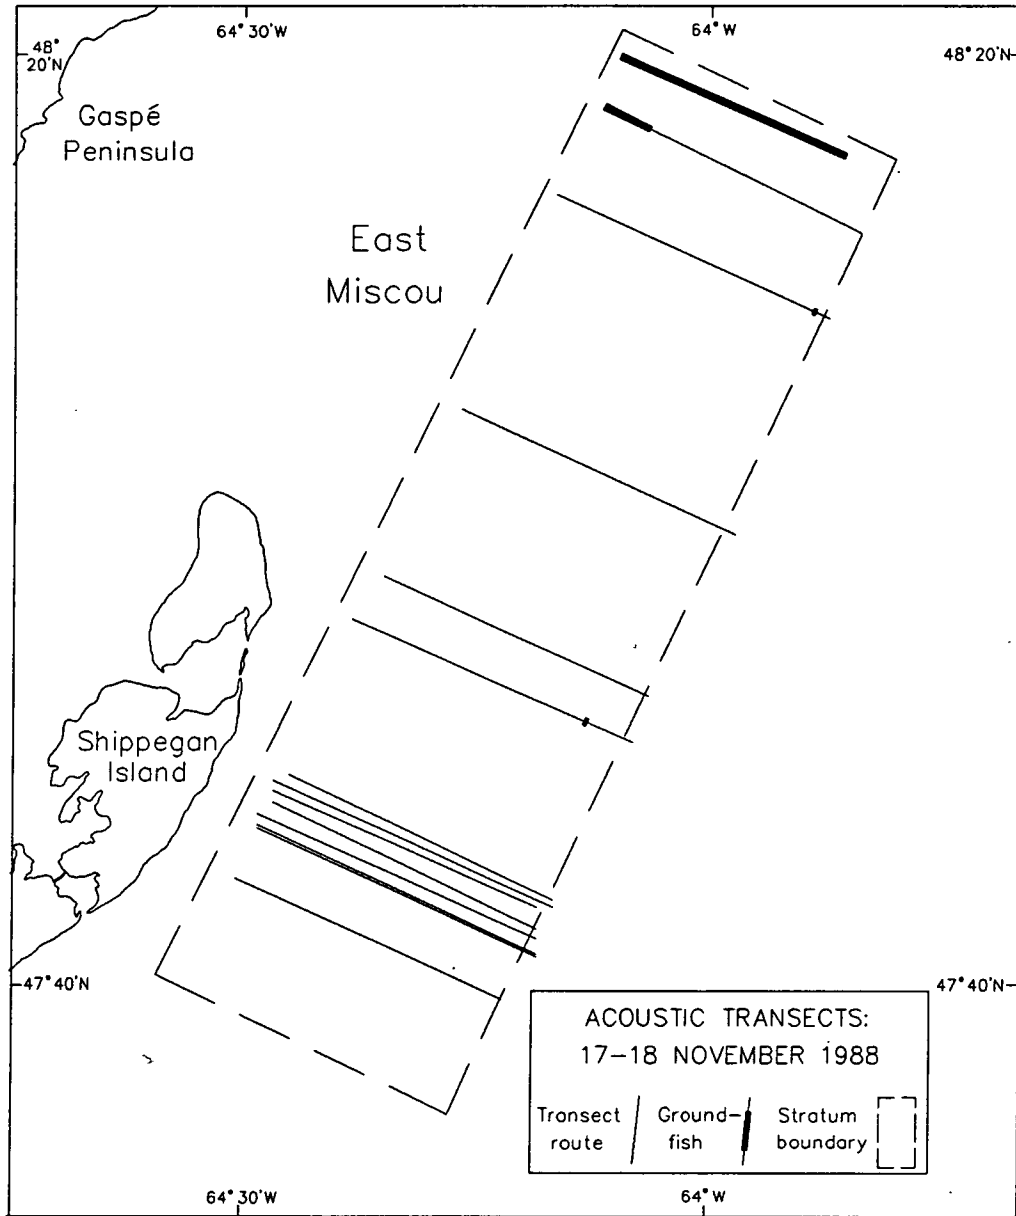 64° 30'W
64° W
48°
20'N
48° 20'N
Gaspé
Peninsula
East
Miscou
Shippegan
Island
47° 40'N
47° 40'N
ACOUSTIC TRANSECTS:
17-18 NOVEMBER 1988
Transect
route
Ground-
fish
Stratum
boundary
64° 30'W
64° W